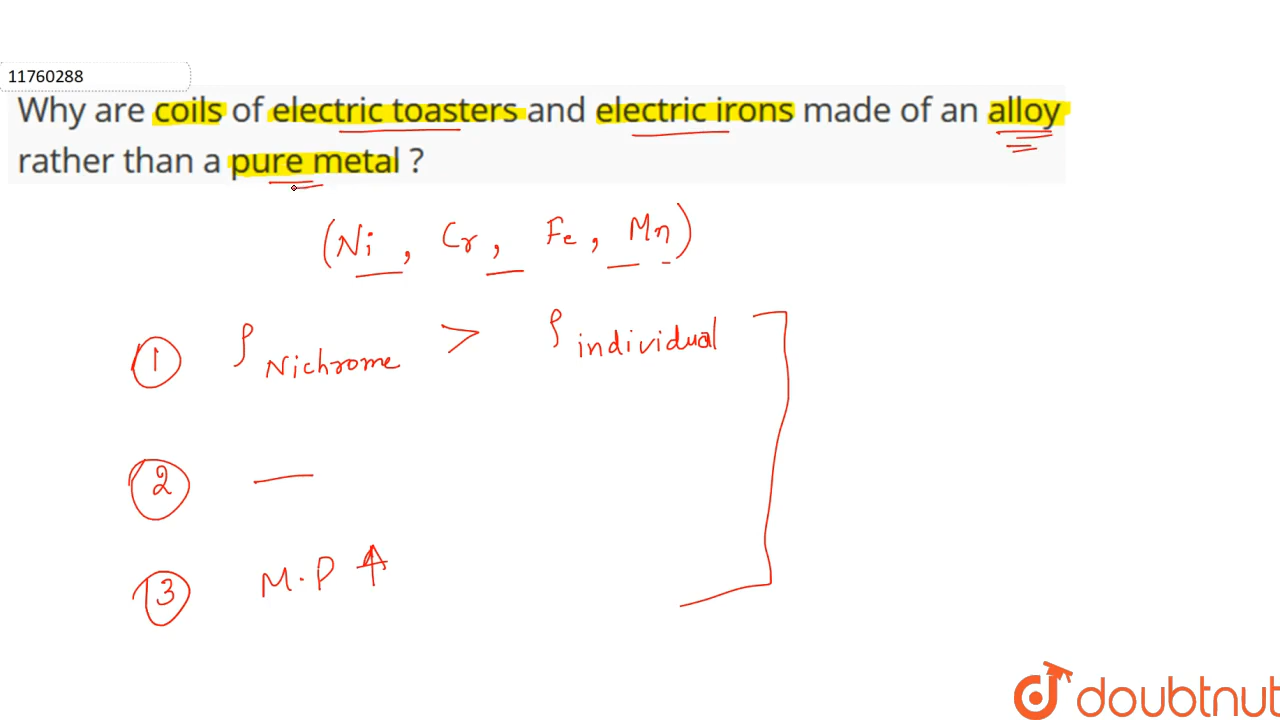 11760288
Why are coils of electric toasters and electric irons made of an alloy
rather than a pure metal ?
(Ni, Cr, Fe, Mn)
① ρ Nichrome > ρ individual
② —
③ M.P ↑
doubtnut